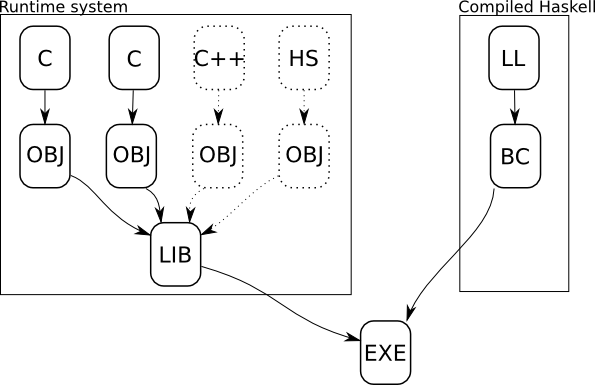 Runtime system
Compiled Haskell
C
C
C++
HS
LL
OBJ
OBJ
OBJ
OBJ
BC
LIB
EXE